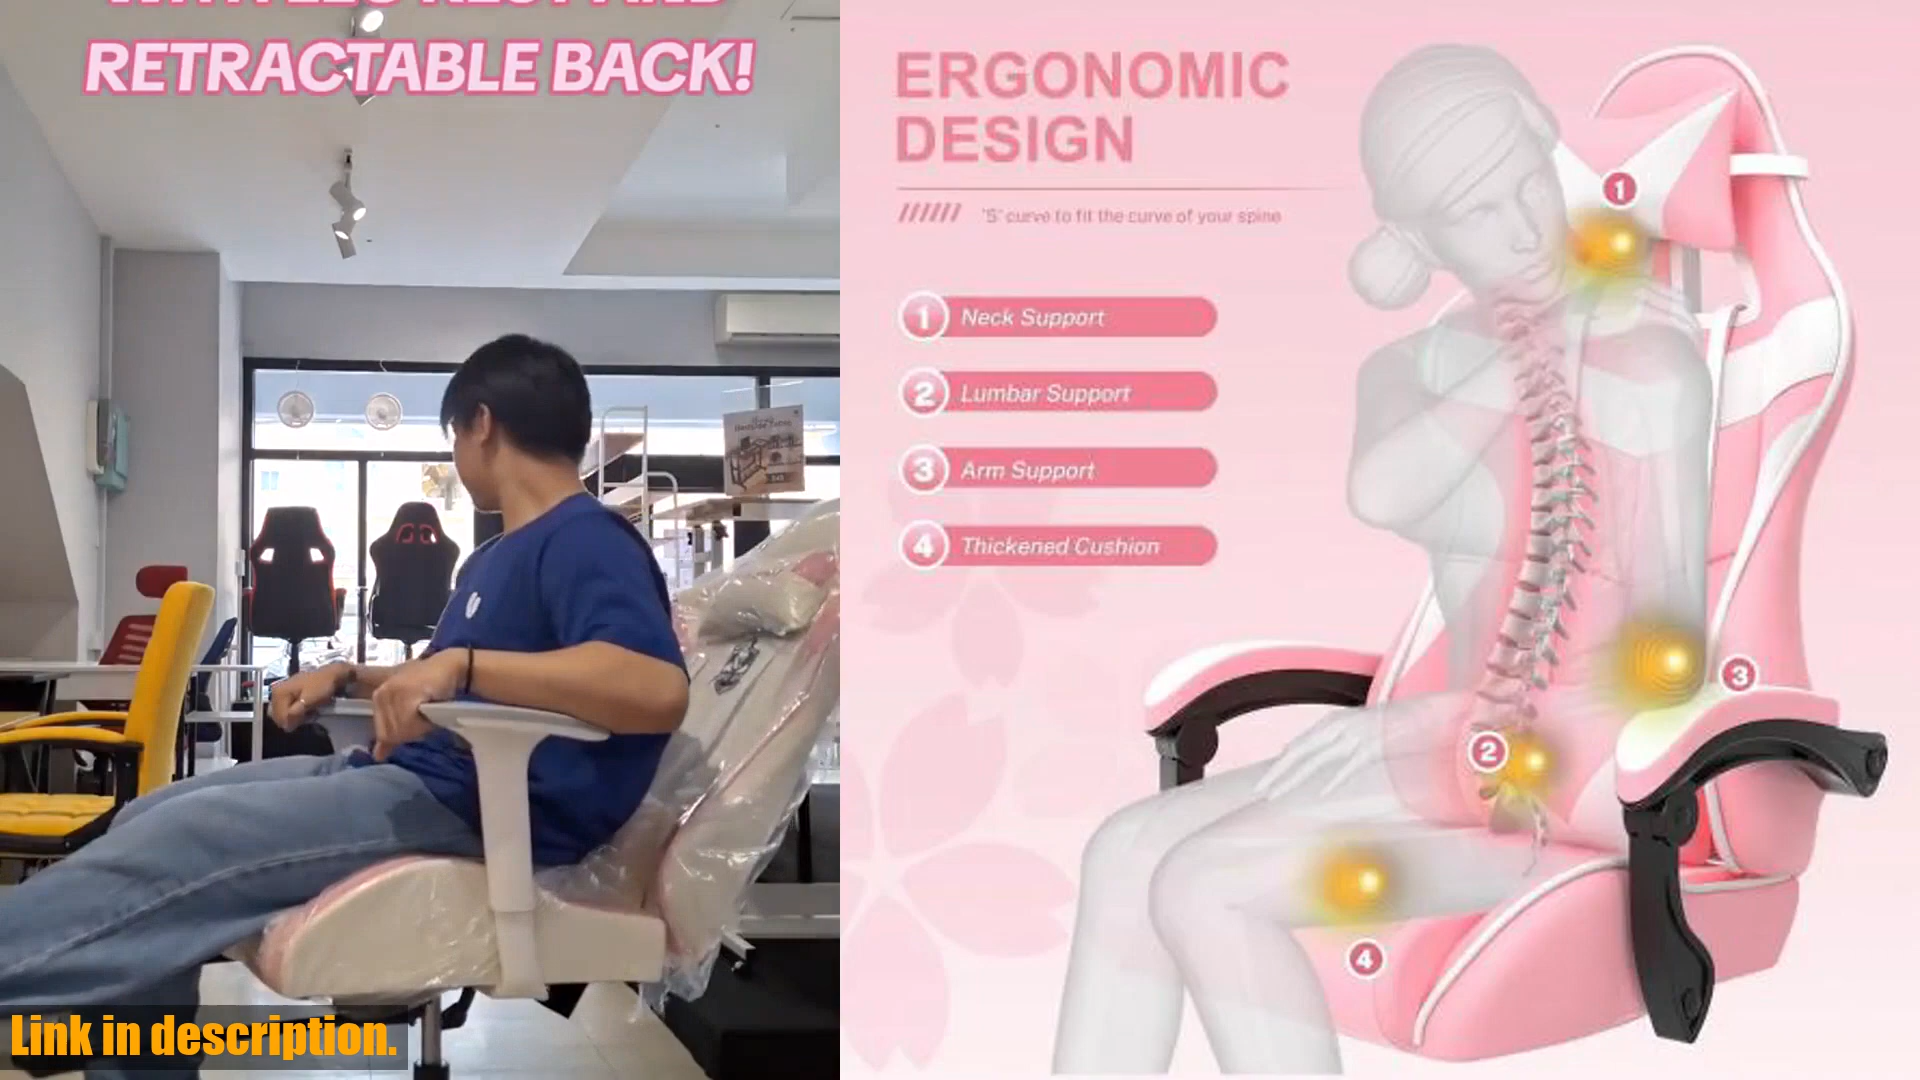 RETRACTABLE BACK!
ERGONOMIC
DESIGN
'S' curve to fit the curve of your spine
1 Neck Support
2 Lumbar Support
3 Arm Support
4 Thickened Cushion
1
3
2
4
Link in description.